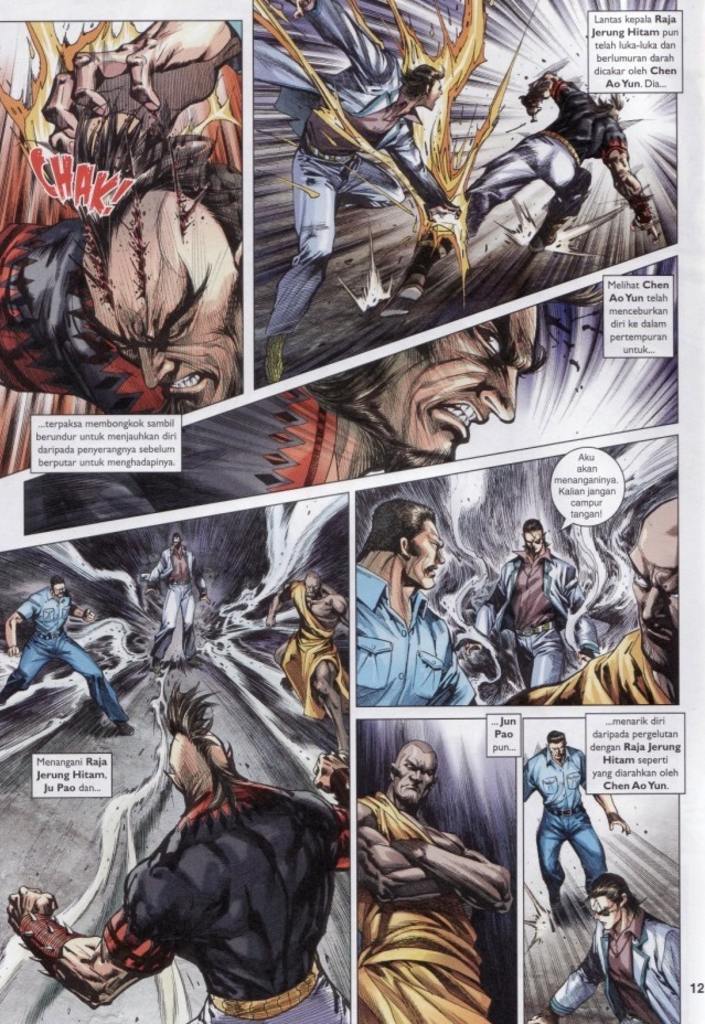 CHAK!
Lantas kepala Raja
Jerung Hitam pun
telah luka-luka dan
berlumuran darah
dicakar oleh Chen
Ao Yun. Dia...
...terpaksa membongkok sambil
berundur untuk menjauhkan diri
daripada penyerangnya sebelum
berputar untuk menghadapinya.
Melihat Chen
Ao Yun telah
menceburkan
diri ke dalam
pertempuran
untuk...
Menangani Raja
Jerung Hitam,
Ju Pao dan...
Aku
akan
menanganinya.
Kalian jangan
campur
tangan!
... Jun
Pao
pun...
...menarik diri
daripada pergelutan
dengan Raja Jerung
Hitam seperti
yang diarahkan oleh
Chen Ao Yun.
12